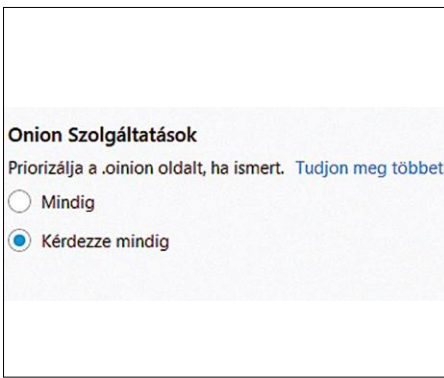 Onion Szolgáltatások
Priorizálja a .oinion oldalt, ha ismert. Tudjon meg többet
Mindig
Kérdezze mindig